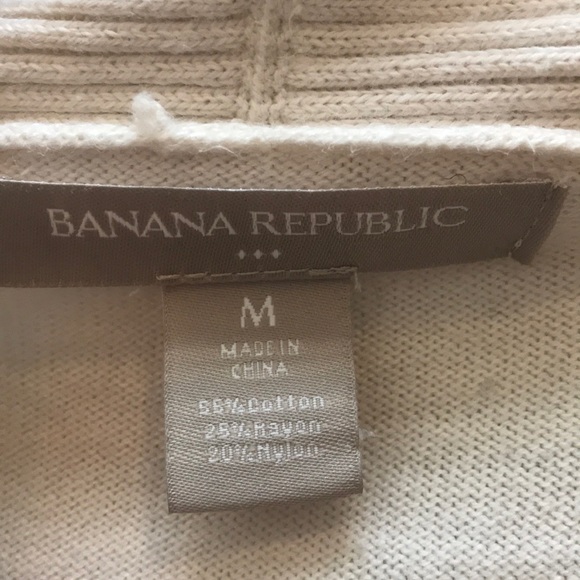 BANANA REPUBLIC
M
MADE IN
CHINA
55% Cotton
25% Rayon
20% Nylon